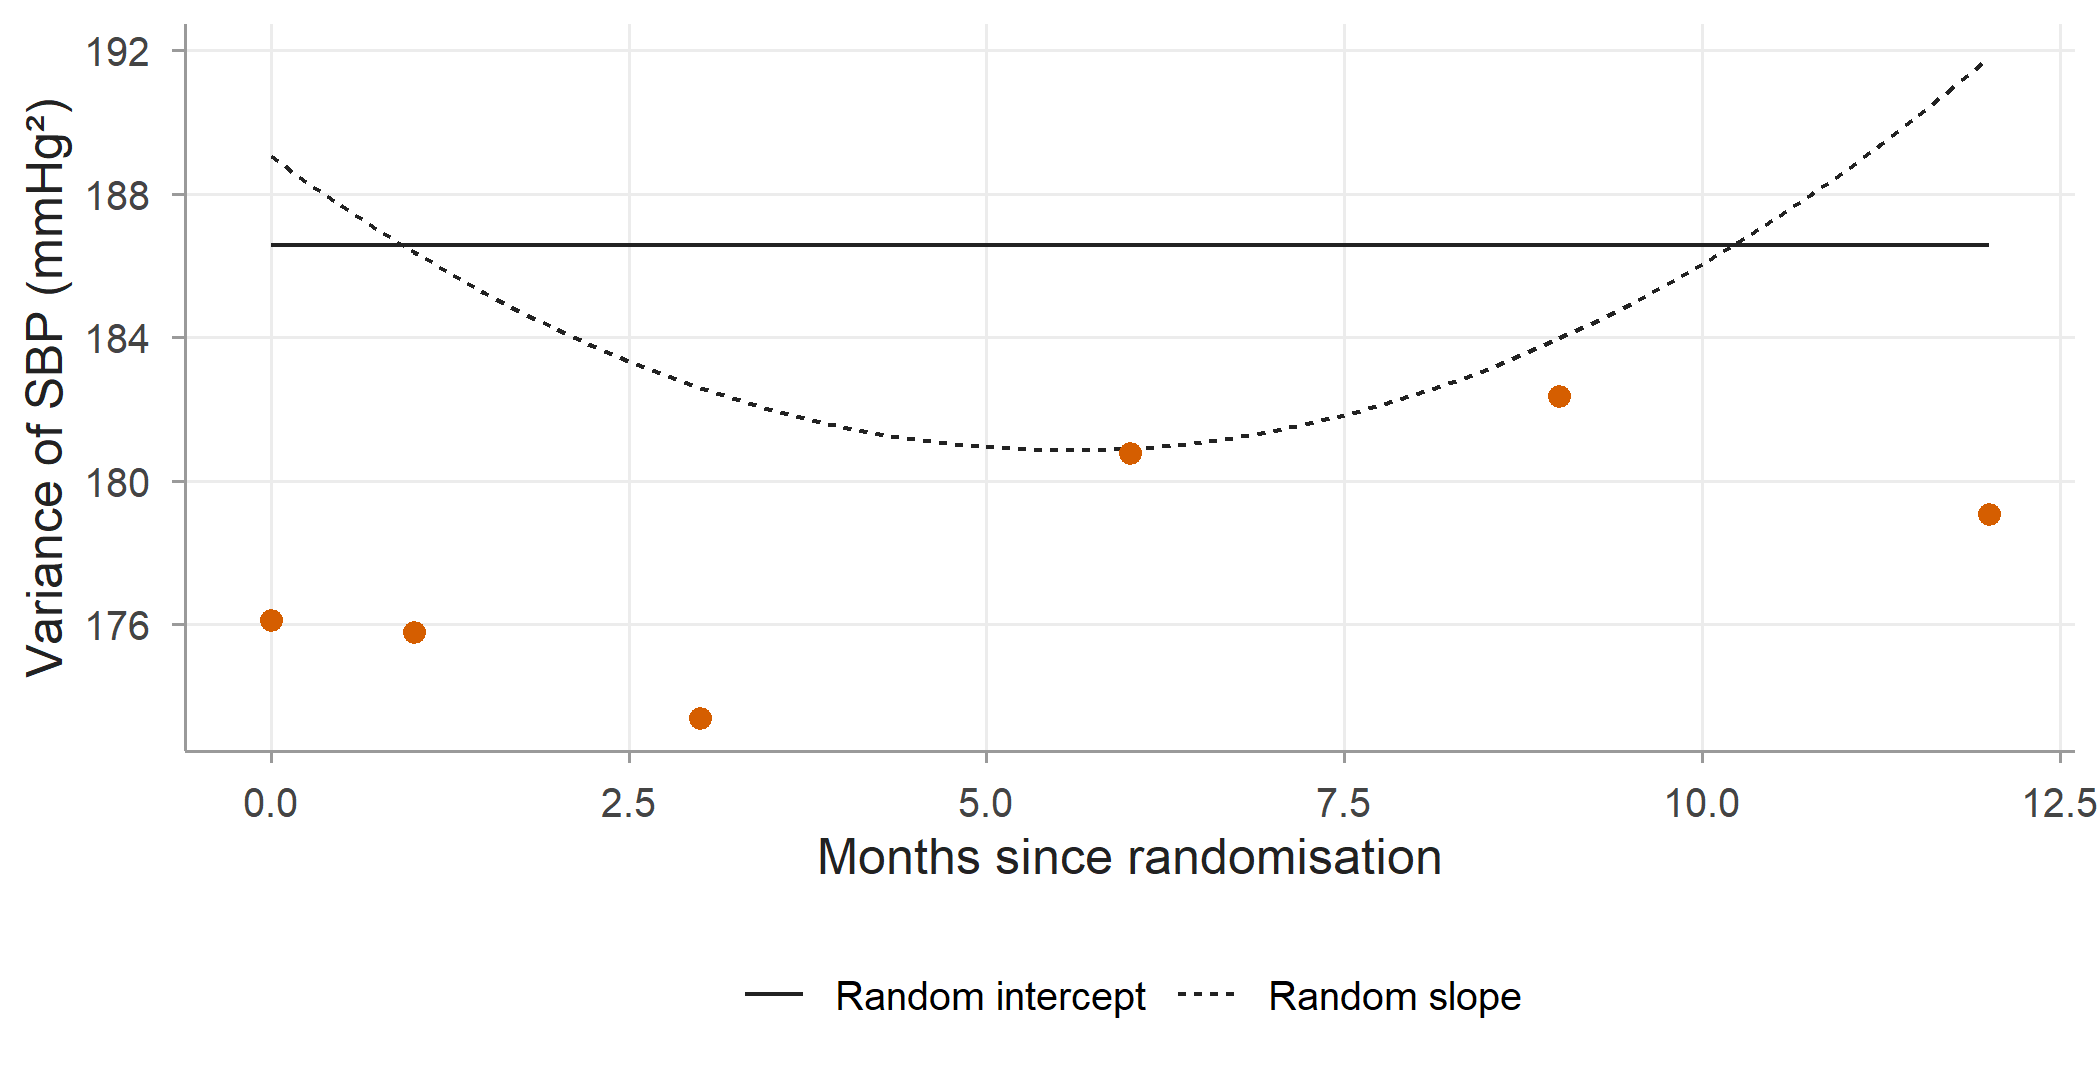 Variance of SBP (mmHg²)
192
188
184
180
176
0.0 2.5 5.0 7.5 10.0 12.5
Months since randomisation
Random intercept Random slope